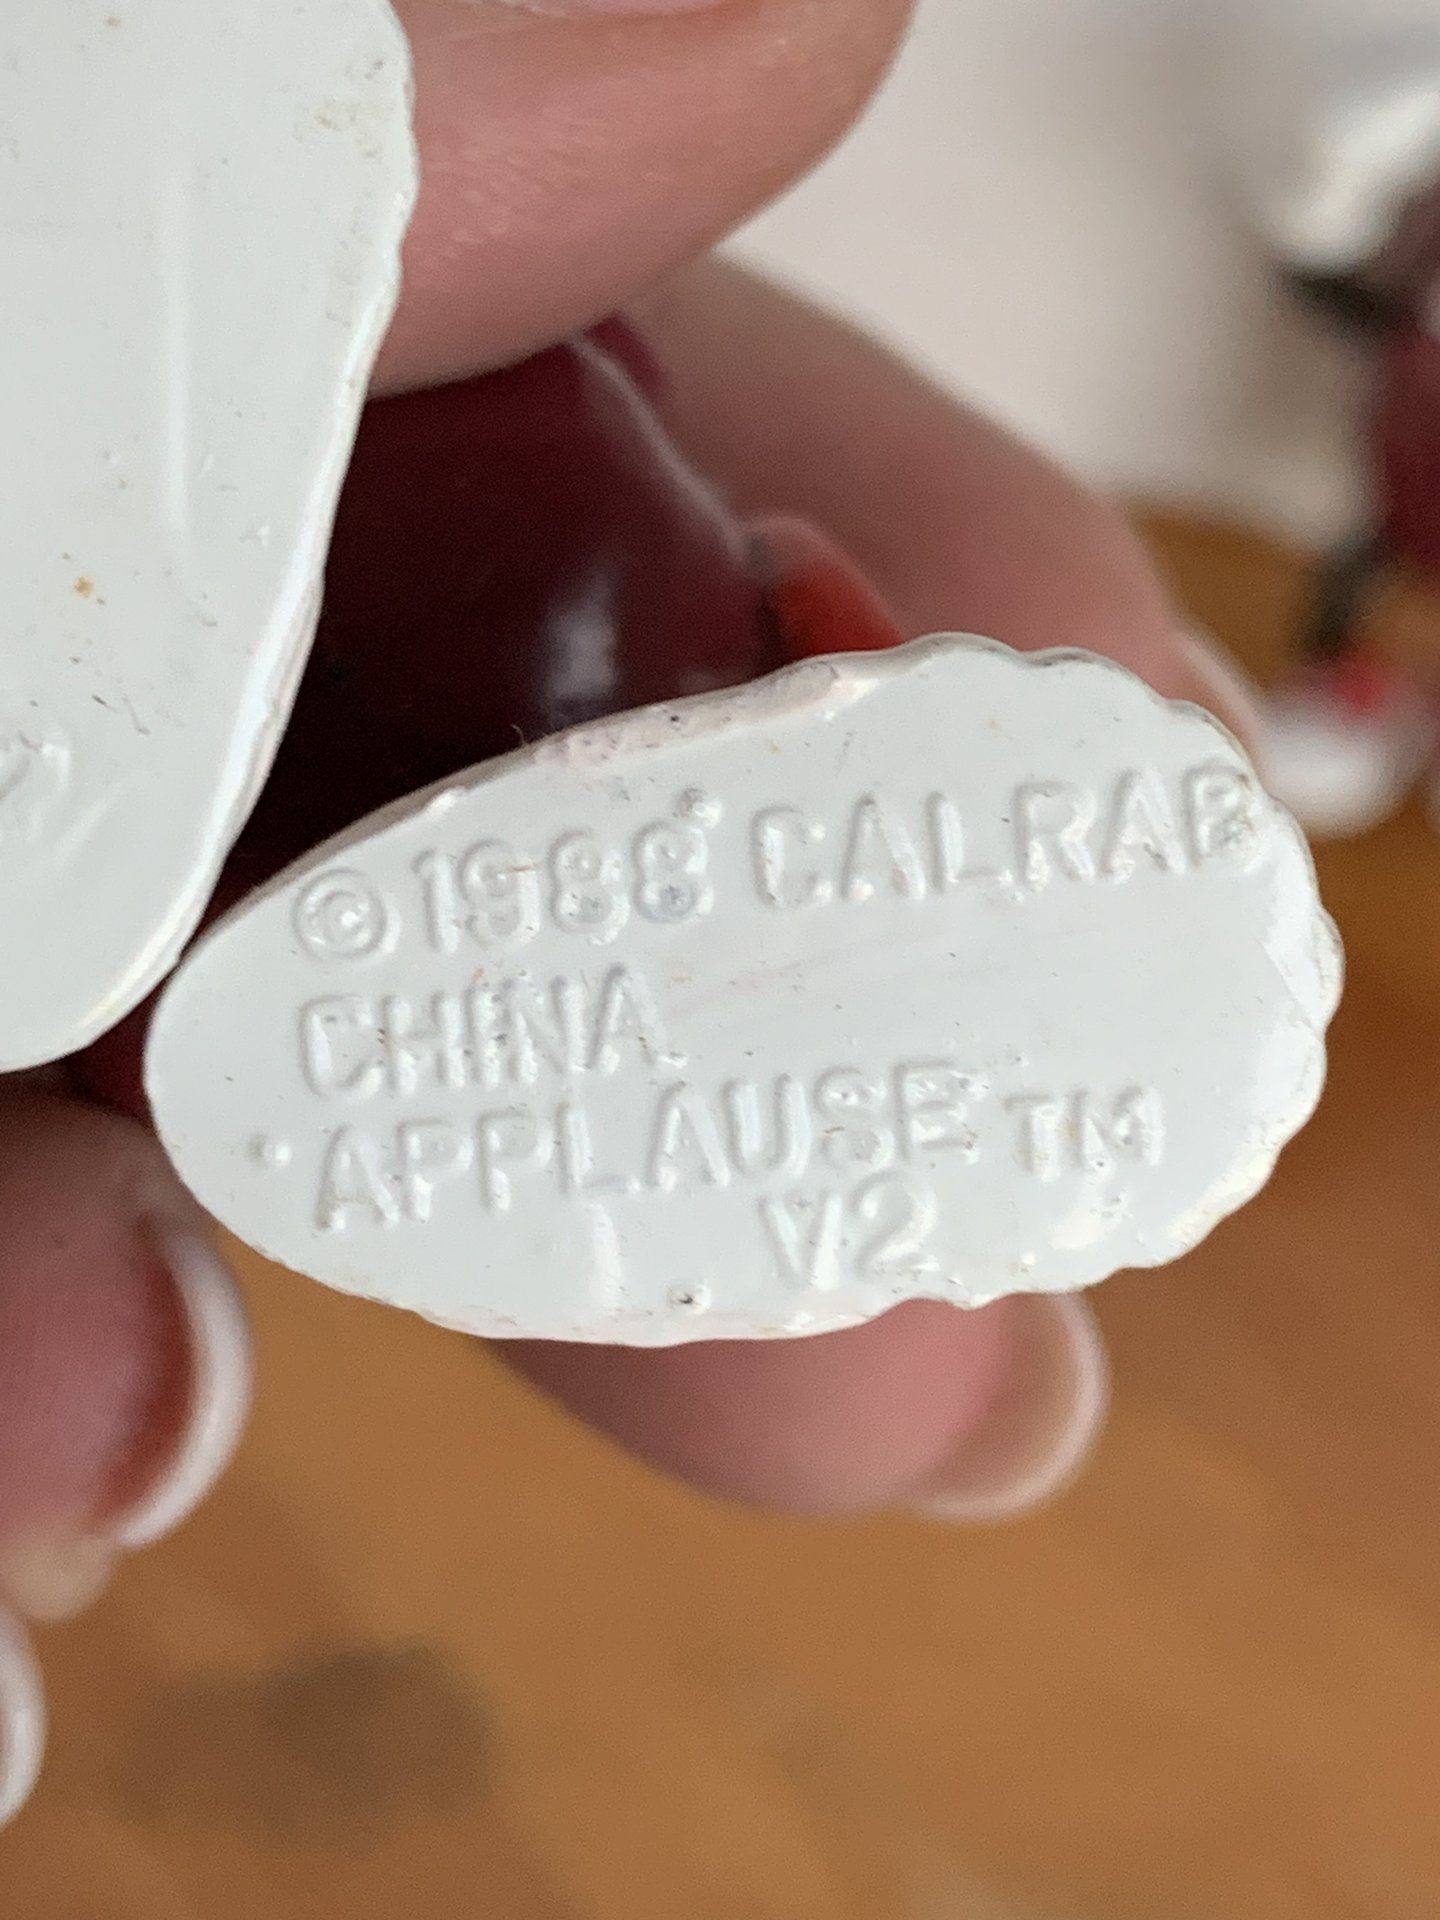 ©1988 CALRAB
CHINA
APPLAUSE TM
V2